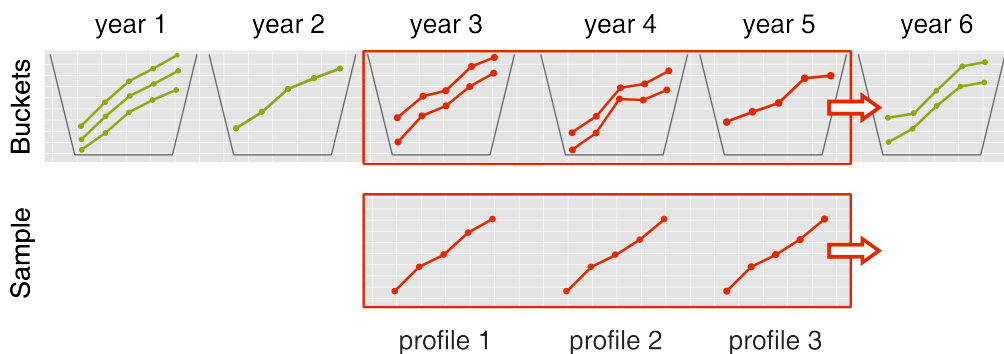 year 1 year 2 year 3 year 4 year 5 year 6
Buckets
Sample
profile 1 profile 2 profile 3